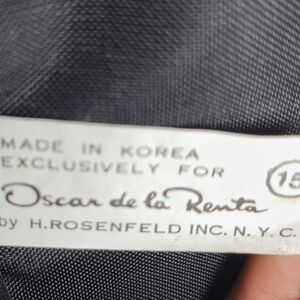 MADE IN KOREA
EXCLUSIVELY FOR
15
Oscar de la Renta
by H. ROSENFELD INC. N.Y.C.